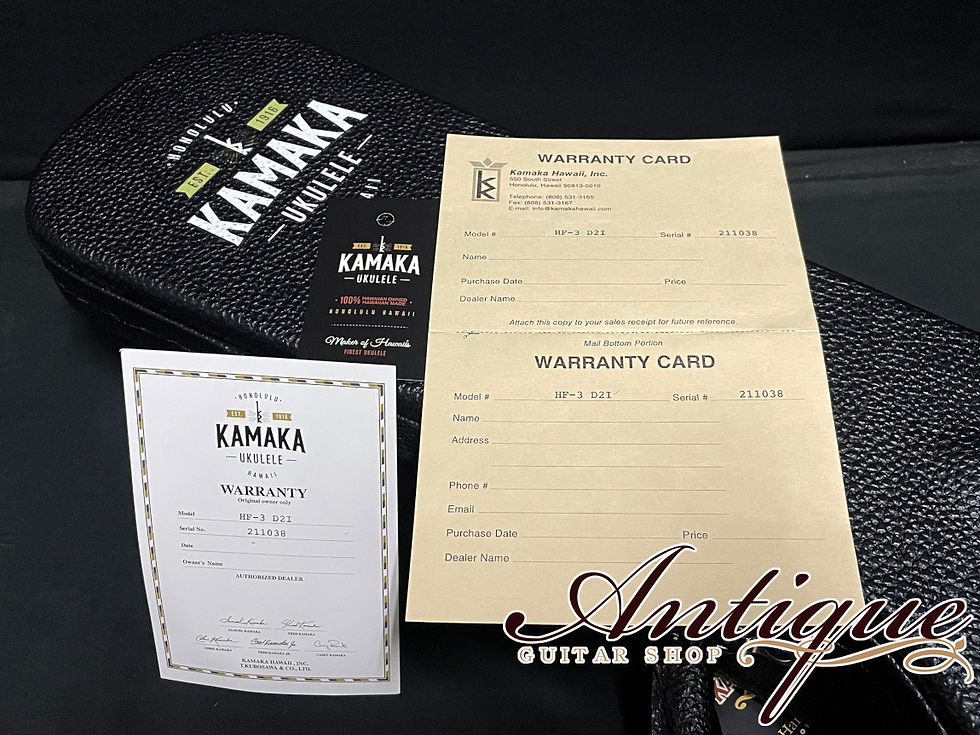 HONOLULU
EST. 1916
KAMAKA
UKULELE
EST. 1916
KAMAKA
UKULELE
100% HAWAIIAN OWNED HAWAIIAN MADE
HONOLULU HAWAII
Maker of Hawaii's
FINEST UKULELE
WARRANTY CARD
Kamaka Hawaii, Inc.
550 South Street
Honolulu, Hawaii 96813-5010
Telephone: (808) 531-3165
Fax: (808) 531-3167
E-mail: info@kamakahawaii.com
Model # HF-3 D2I Serial # 211038
Name
Purchase Date Price
Dealer Name
Attach this copy to your sales receipt for future reference.
Mail Bottom Portion
WARRANTY CARD
Model # HF-3 D2I Serial # 211038
Name
Address
Phone #
Email
Purchase Date Price
Dealer Name
HONOLULU
EST. 1916
KAMAKA
UKULELE
HAWAII
WARRANTY
Original owner only
Model HF-3 D2I
Serial No. 211038
Date
Owner's Name
AUTHORIZED DEALER
SAMUEL KAMAKA FRED KAMAKA
CHRIS KAMAKA FRED KAMAKA JR. CASEY KAMAKA
KAMAKA HAWAII, INC.
T.KUROSAWA & CO., LTD.
Antique
GUITAR SHOP